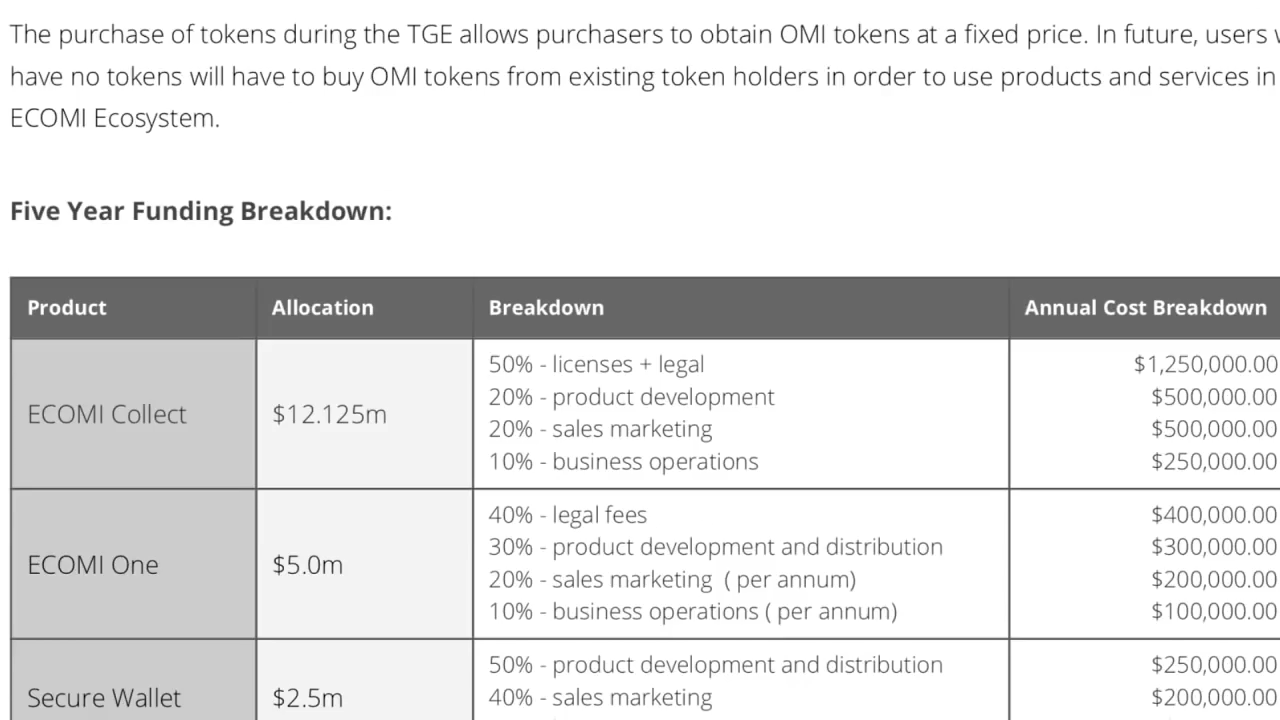 The purchase of tokens during the TGE allows purchasers to obtain OMI tokens at a fixed price. In future, users
have no tokens will have to buy OMI tokens from existing token holders in order to use products and services in
ECOMI Ecosystem.
Five Year Funding Breakdown:
Product Allocation Breakdown Annual Cost Breakdown
50% - licenses + legal $1,250,000.00
20% - product development $500,000.00
ECOMI Collect $12.125m
20% - sales marketing $500,000.00
10% - business operations $250,000.00
40% - legal fees $400,000.00
30% - product development and distribution $300,000.00
ECOMI One $5.0m
20% - sales marketing ( per annum) $200,000.00
10% - business operations ( per annum) $100,000.00
50% - product development and distribution $250,000.00
Secure Wallet $2.5m 40% - sales marketing $200,000.00